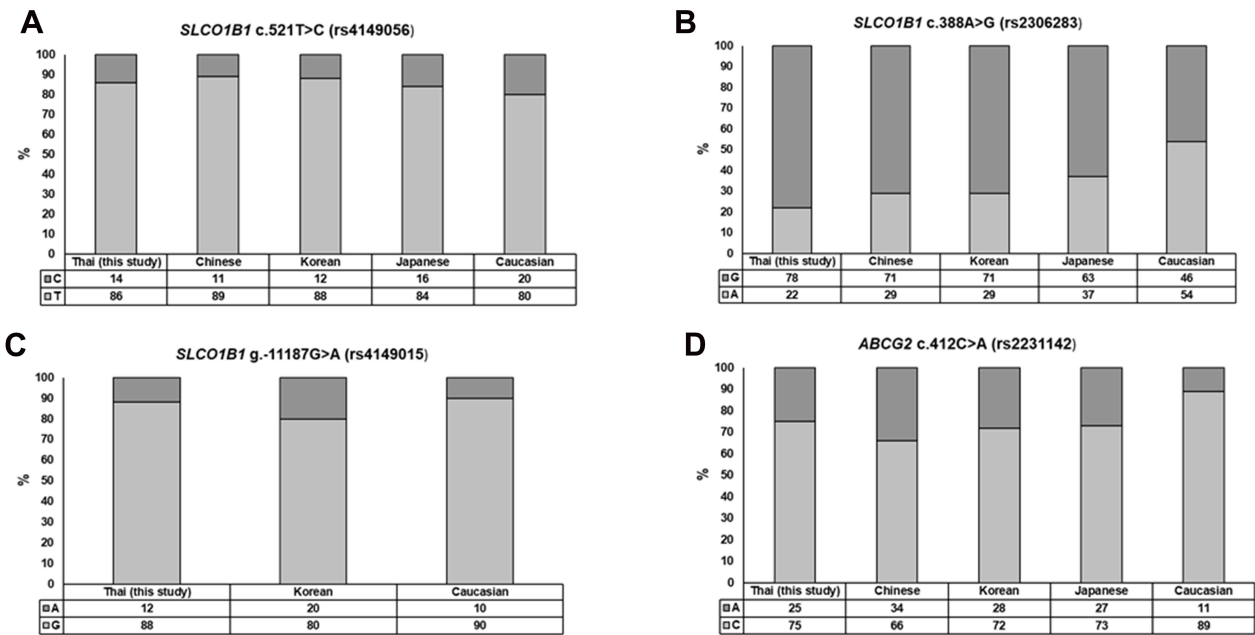 A
SLCO1B1 c.521T>C (rs4149056)
100
90
80
70
60
50
40
30
20
10
0
%
Thai (this study) Chinese Korean Japanese Caucasian
C 14 11 12 16 20
T 86 89 88 84 80
B
SLCO1B1 c.388A>G (rs2306283)
100
90
80
70
60
50
40
30
20
10
0
%
Thai (this study) Chinese Korean Japanese Caucasian
G 78 71 71 63 46
A 22 29 29 37 54
C
SLCO1B1 g.-11187G>A (rs4149015)
100
90
80
70
60
50
40
30
20
10
0
%
Thai (this study) Korean Caucasian
A 12 20 10
G 88 80 90
D
ABCG2 c.412C>A (rs2231142)
100
90
80
70
60
50
40
30
20
10
0
%
Thai (this study) Chinese Korean Japanese Caucasian
A 25 34 28 27 11
C 75 66 72 73 89